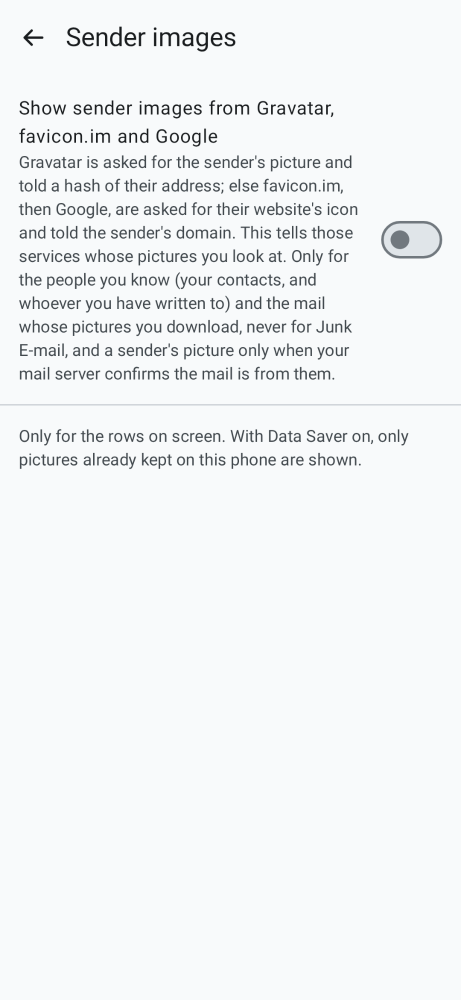 Sender images
Show sender images from Gravatar,
favicon.im and Google
Gravatar is asked for the sender's picture and
told a hash of their address; else favicon.im,
then Google, are asked for their website's icon
and told the sender's domain. This tells those
services whose pictures you look at. Only for
the people you know (your contacts, and
whoever you have written to) and the mail
whose pictures you download, never for Junk
E-mail, and a sender's picture only when your
mail server confirms the mail is from them.
Only for the rows on screen. With Data Saver on, only
pictures already kept on this phone are shown.